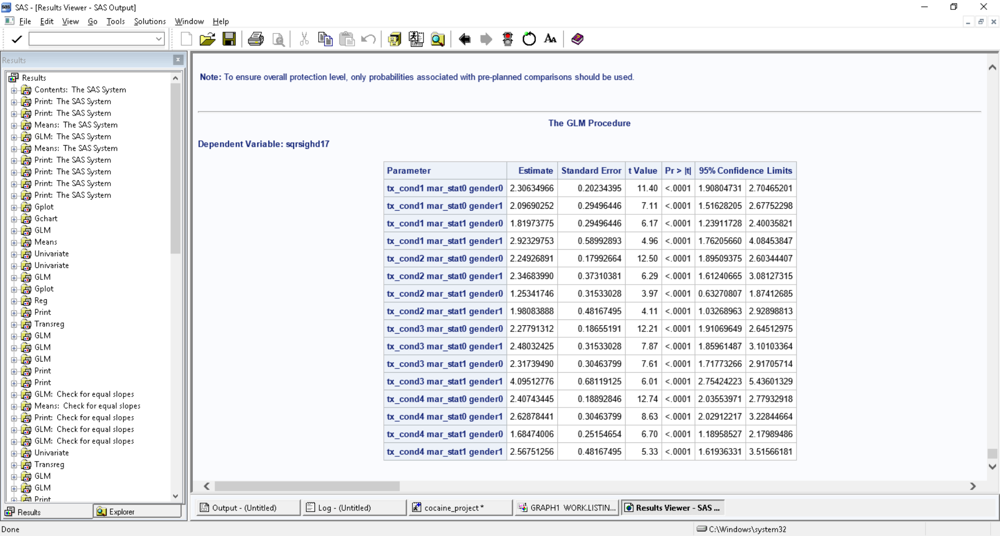 SAS - [Results Viewer - SAS Output]
File Edit View Go Tools Solutions Window Help
Results
Results
Contents: The SAS System
Print: The SAS System
Print: The SAS System
Means: The SAS System
GLM: The SAS System
Means: The SAS System
Print: The SAS System
Print: The SAS System
Print: The SAS System
Print: The SAS System
Gplot
Gchart
GLM
Means
Univariate
Univariate
GLM
Gplot
Reg
Print
Transreg
GLM
GLM
GLM
Print
Print
GLM: Check for equal slopes
Means: Check for equal slopes
Print: Check for equal slopes
GLM: Check for equal slopes
GLM: Check for equal slopes
Univariate
Transreg
GLM
GLM
Print
Results Explorer
Note: To ensure overall protection level, only probabilities associated with pre-planned comparisons should be used.
The GLM Procedure
Dependent Variable: sqrsighd17
Parameter Estimate Standard Error t Value Pr > |t| 95% Confidence Limits
tx_cond1 mar_stat0 gender0 2.30634966 0.20234395 11.40 <.0001 1.90804731 2.70465201
tx_cond1 mar_stat0 gender1 2.09690252 0.29496446 7.11 <.0001 1.51628205 2.67752298
tx_cond1 mar_stat1 gender0 1.81973775 0.29496446 6.17 <.0001 1.23911728 2.40035821
tx_cond1 mar_stat1 gender1 2.92329753 0.58992893 4.96 <.0001 1.76205660 4.08453847
tx_cond2 mar_stat0 gender0 2.24926891 0.17992664 12.50 <.0001 1.89509375 2.60344407
tx_cond2 mar_stat0 gender1 2.34683990 0.37310381 6.29 <.0001 1.61240665 3.08127315
tx_cond2 mar_stat1 gender0 1.25341746 0.31533028 3.97 <.0001 0.63270807 1.87412685
tx_cond2 mar_stat1 gender1 1.98083888 0.48167495 4.11 <.0001 1.03268963 2.92898813
tx_cond3 mar_stat0 gender0 2.27791312 0.18655191 12.21 <.0001 1.91069649 2.64512975
tx_cond3 mar_stat0 gender1 2.48032425 0.31533028 7.87 <.0001 1.85961487 3.10103364
tx_cond3 mar_stat1 gender0 2.31739490 0.30463799 7.61 <.0001 1.71773266 2.91705714
tx_cond3 mar_stat1 gender1 4.09512776 0.68119125 6.01 <.0001 2.75424223 5.43601329
tx_cond4 mar_stat0 gender0 2.40743445 0.18892846 12.74 <.0001 2.03553971 2.77932918
tx_cond4 mar_stat0 gender1 2.62878441 0.30463799 8.63 <.0001 2.02912217 3.22844664
tx_cond4 mar_stat1 gender0 1.68474006 0.25154654 6.70 <.0001 1.18958527 2.17989486
tx_cond4 mar_stat1 gender1 2.56751256 0.48167495 5.33 <.0001 1.61936331 3.51566181
Output - (Untitled) Log - (Untitled) cocaine_project * GRAPH1 WORK.LISTIN... Results Viewer - SAS ...
Done C:\Windows\system32